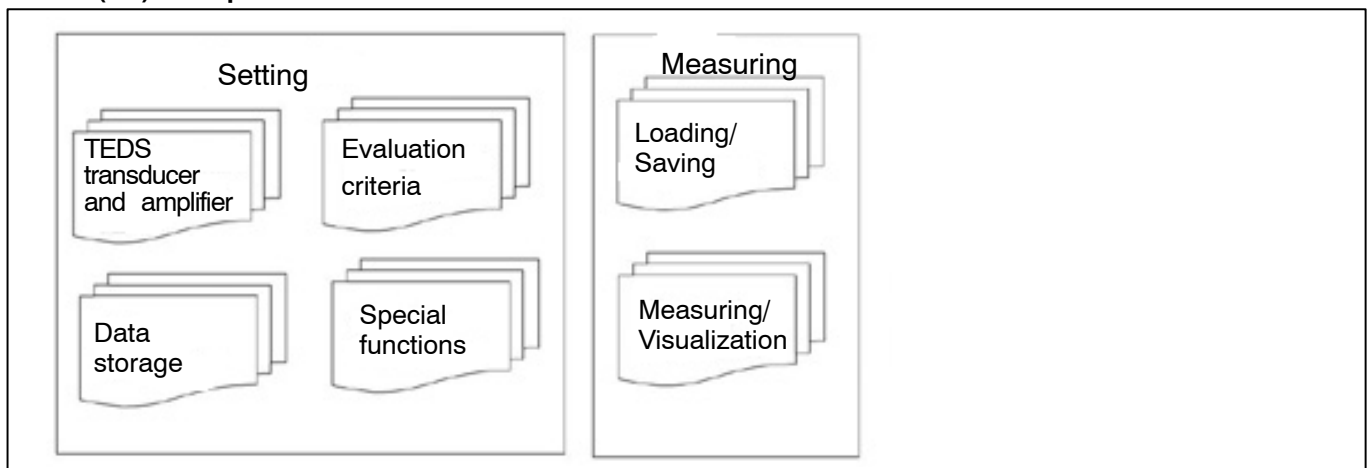 Setting
TEDS
transducer
and amplifier
Evaluation
criteria
Data
storage
Special
functions
Measuring
Loading/
Saving
Measuring/
Visualization